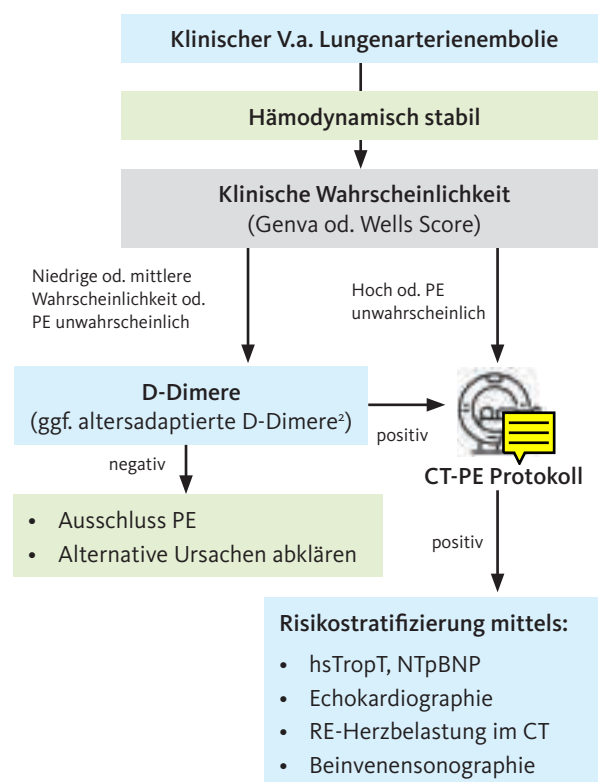 Klinischer V.a. Lungenarterienembolie
Hämodynamisch stabil
Klinische Wahrscheinlichkeit
(Genva od. Wells Score)
Niedrige od. mittlere
Wahrscheinlichkeit od.
PE unwahrscheinlich
Hoch od. PE
unwahrscheinlich
D-Dimere
(ggf. altersadaptierte D-Dimere²)
positiv
CT-PE Protokoll
negativ
• Ausschluss PE
• Alternative Ursachen abklären
positiv
Risikostratifizierung mittels:
• hsTropT, NTpBNP
• Echokardiographie
• RE-Herzbelastung im CT
• Beinvenensonographie